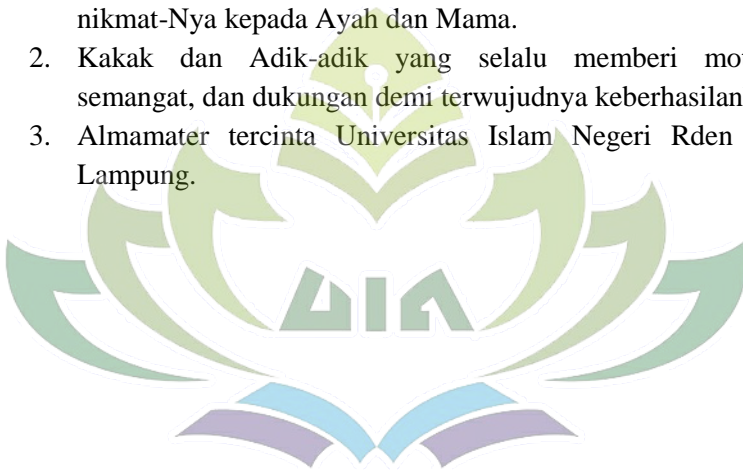 nikmat-Nya kepada Ayah dan Mama.
2. Kakak dan Adik-adik yang selalu memberi
semangat, dan dukungan demi terwujudnya keberhasilan
3. Almamater tercinta Universitas Islam Negeri Rden
Lampung.
UIN